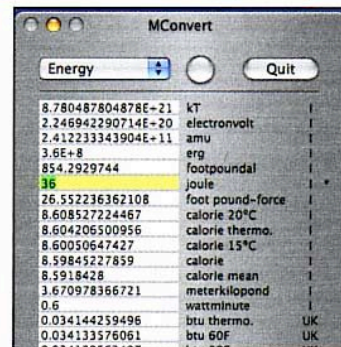 MConvert
Energy Quit
8.780487804878E+21 kT I
2.246942290714E+20 electronvolt I
2.412233343904E+11 amu I
3.6E+8 erg I
854.2929744 footpoundal I
36 joule I *
26.552236362108 foot pound-force I
8.608527224467 calorie 20°C I
8.604206500956 calorie thermo. I
8.60050647427 calorie 15°C I
8.59845227859 calorie I
8.5918428 calorie mean I
3.670978366721 meterkilopond I
0.6 wattminute I
0.034144259496 btu thermo. UK
0.034133576061 btu 60F UK